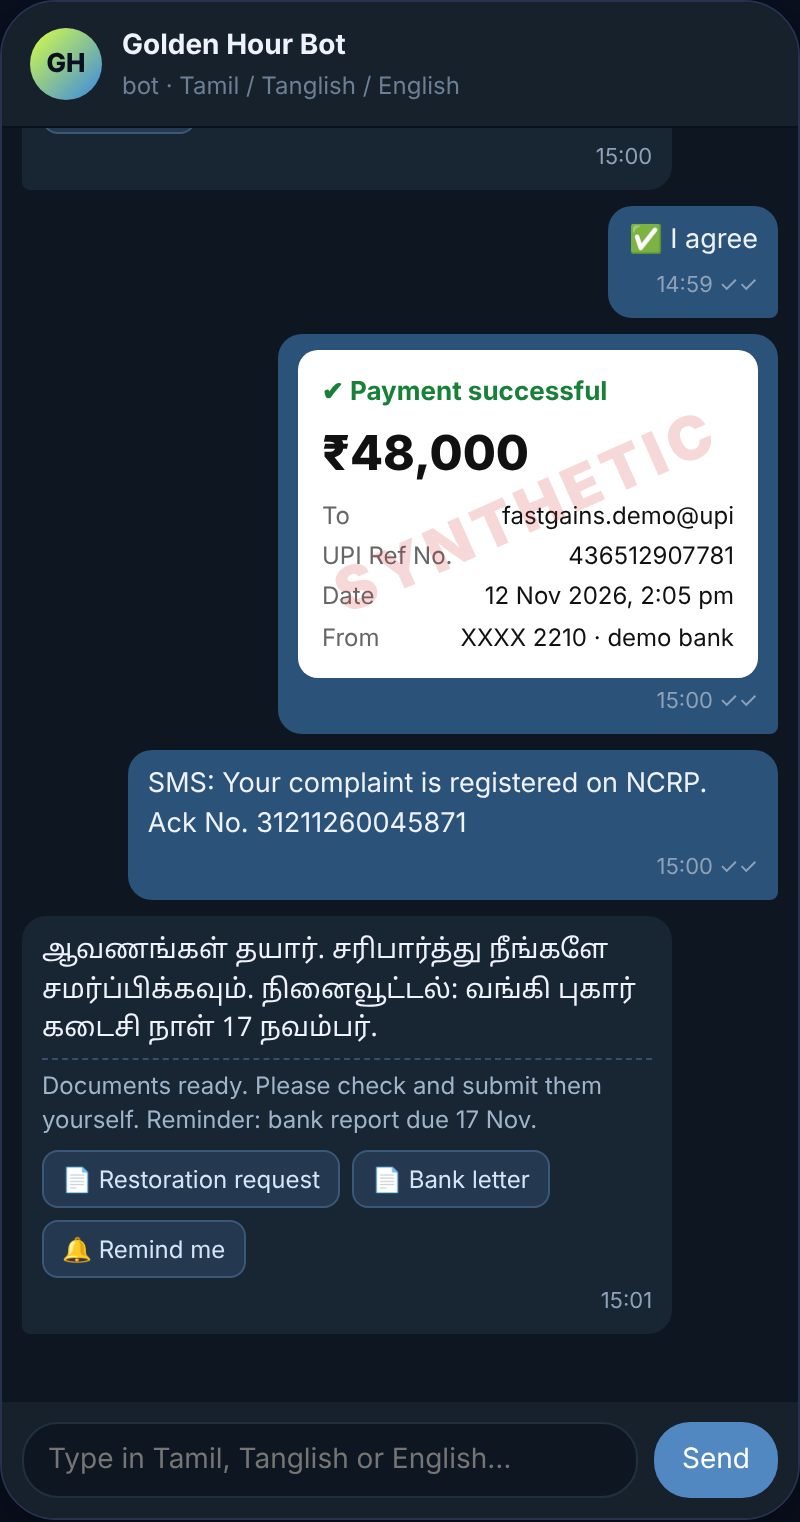 GH
Golden Hour Bot
bot · Tamil / Tanglish / English
15:00
✅ I agree
14:59 ✓✓
✔ Payment successful
₹48,000
SYNTHETIC
To fastgains.demo@upi
UPI Ref No. 436512907781
Date 12 Nov 2026, 2:05 pm
From XXXX 2210 · demo bank
15:00 ✓✓
SMS: Your complaint is registered on NCRP.
Ack No. 31211260045871
15:00 ✓✓
ஆவணங்கள் தயார். சரிபார்த்து நீங்களே
சமர்ப்பிக்கவும். நினைவூட்டல்: வங்கி புகார்
கடைசி நாள் 17 நவம்பர்.
Documents ready. Please check and submit them
yourself. Reminder: bank report due 17 Nov.
📄 Restoration request 📄 Bank letter
🔔 Remind me
15:01
Type in Tamil, Tanglish or English... Send